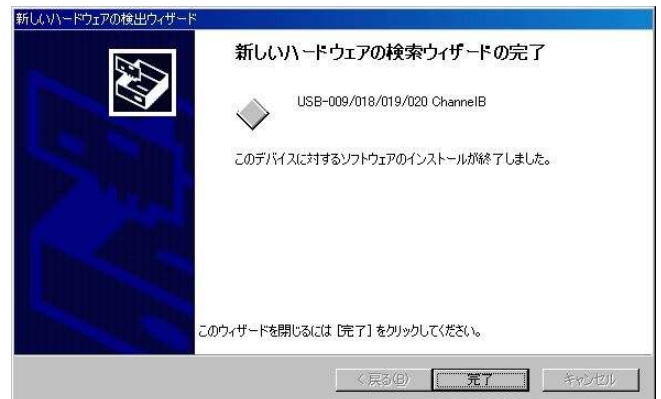 新しいハードウェアの検出ウィザード
新しいハードウェアの検索ウィザードの完了
USB-009/018/019/020 ChannelB
このデバイスに対するソフトウェアのインストールが終了しました。
このウィザードを閉じるには [完了] をクリックしてください。
< 戻る(B)
完了
キャンセル